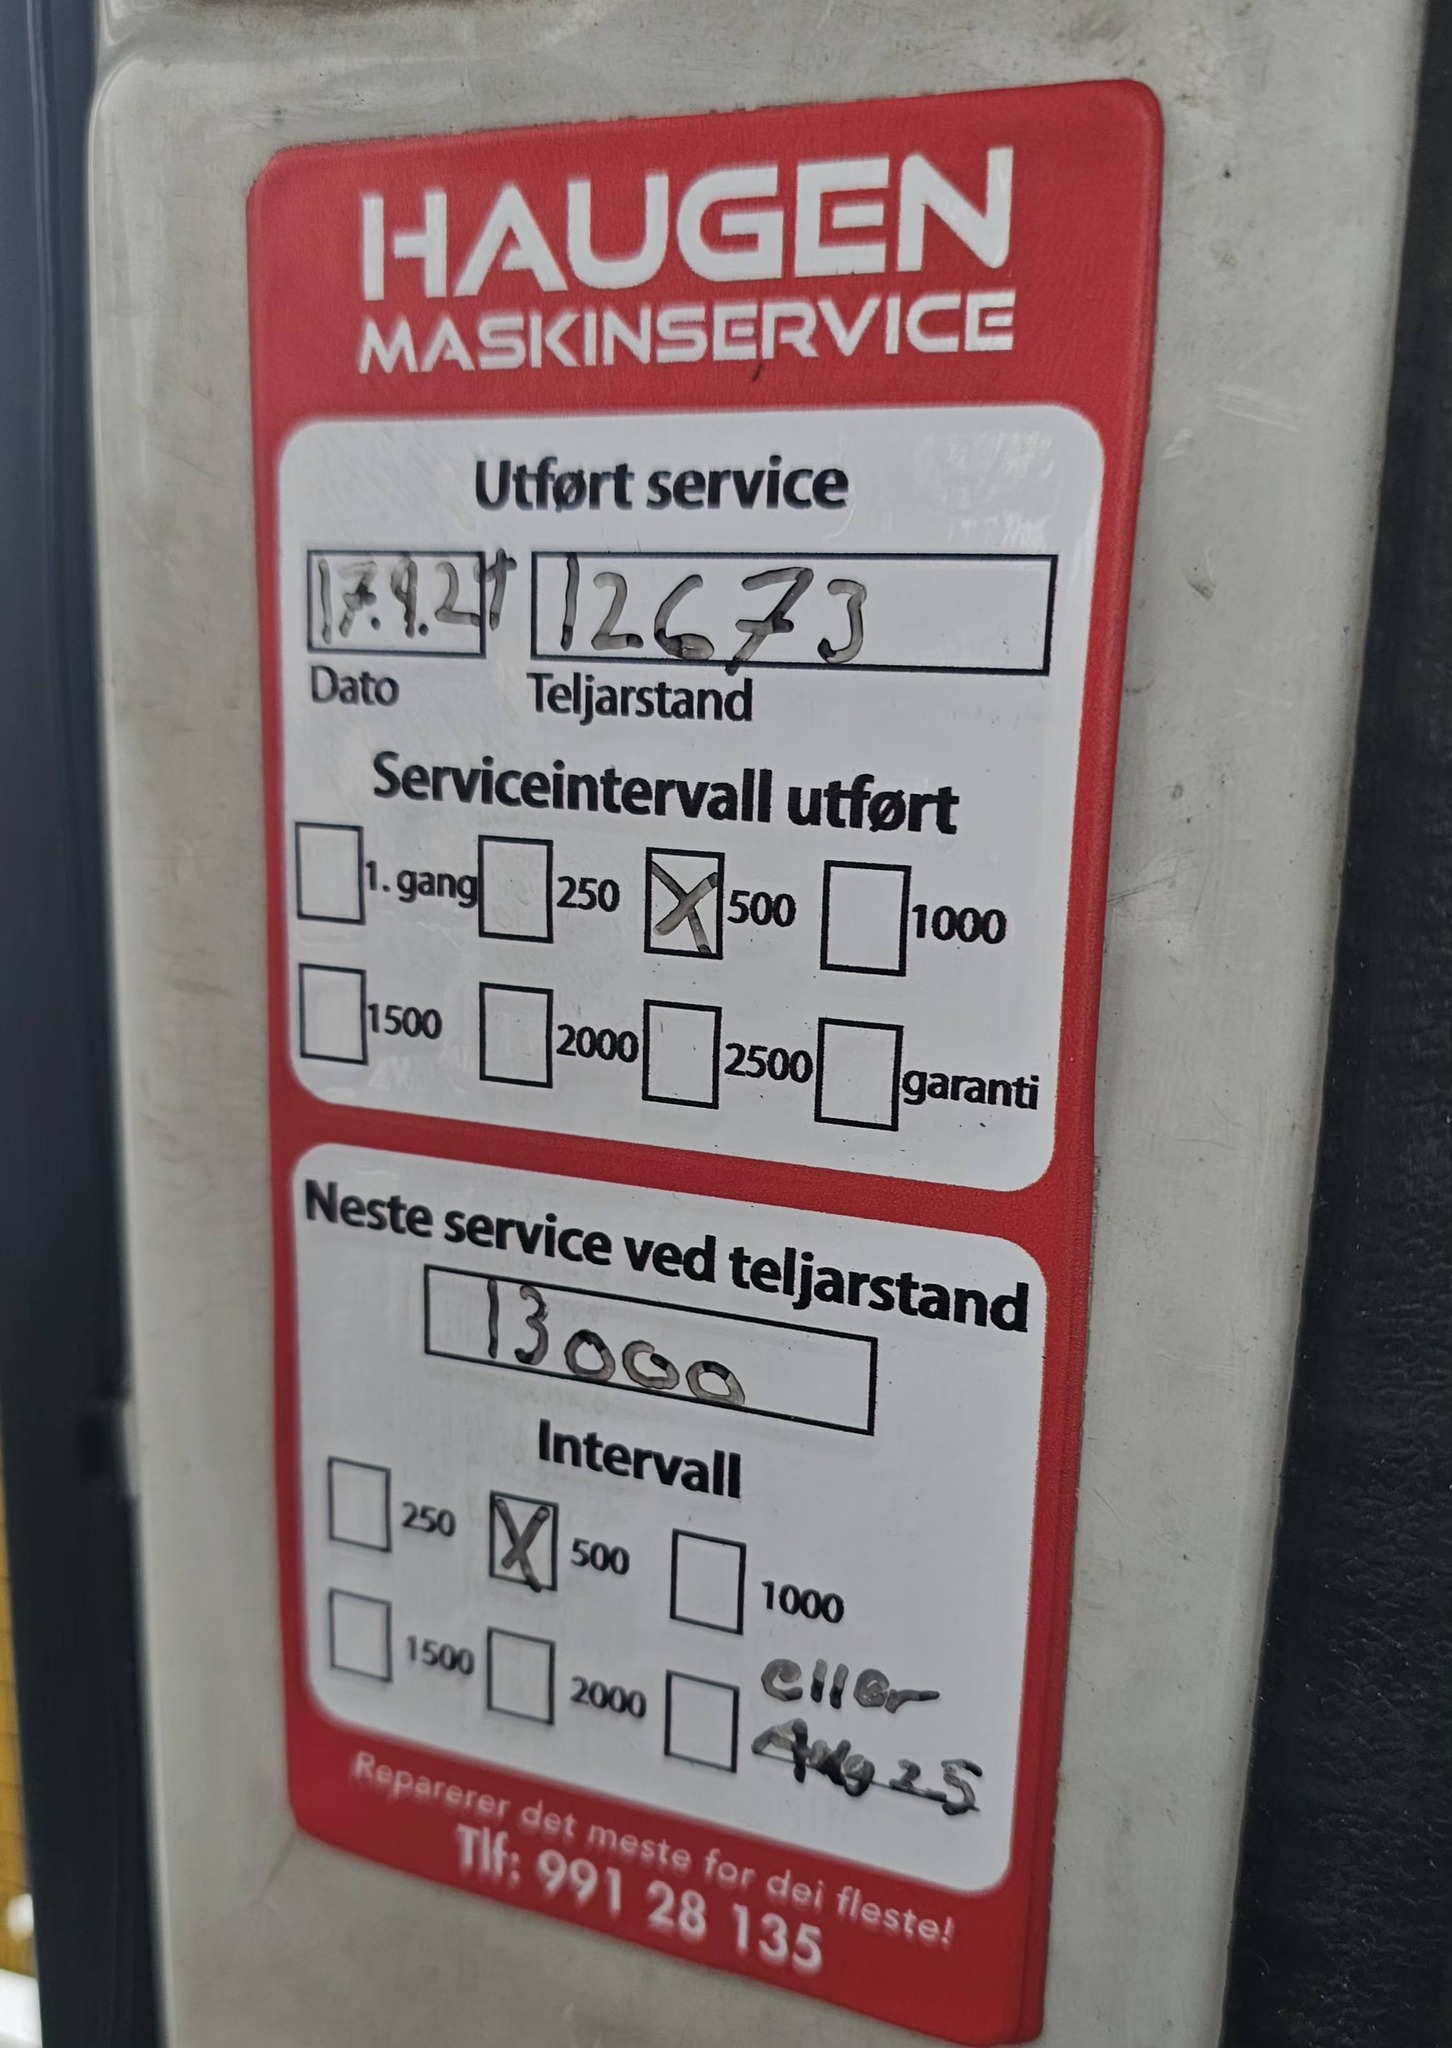 HAUGEN
MASKINSERVICE
Utført service
17.9.24 12673
Dato Teljarstand
Serviceintervall utført
1. gang 250 X 500 1000
1500 2000 2500 garanti
Neste service ved teljarstand
13000
Intervall
250 X 500 1000
1500 2000 eller
Aug 25
Reparerer det meste for dei fleste!
Tlf: 991 28 135